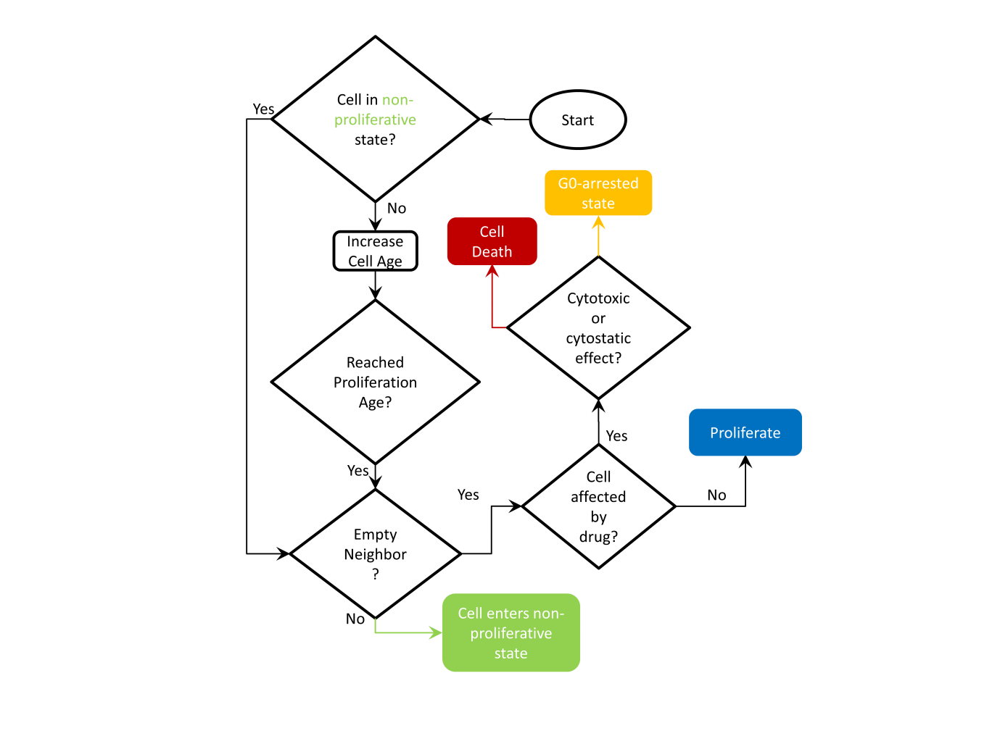 Cell in non-
proliferative
state?
Yes
Start
No
Increase
Cell Age
G0-arrested
state
Cell
Death
Cytotoxic
or
cytostatic
effect?
Reached
Proliferation
Age?
Yes
Yes
Proliferate
Empty
Neighbor
?
Yes
Cell
affected
by
drug?
No
No
Cell enters non-
proliferative
state